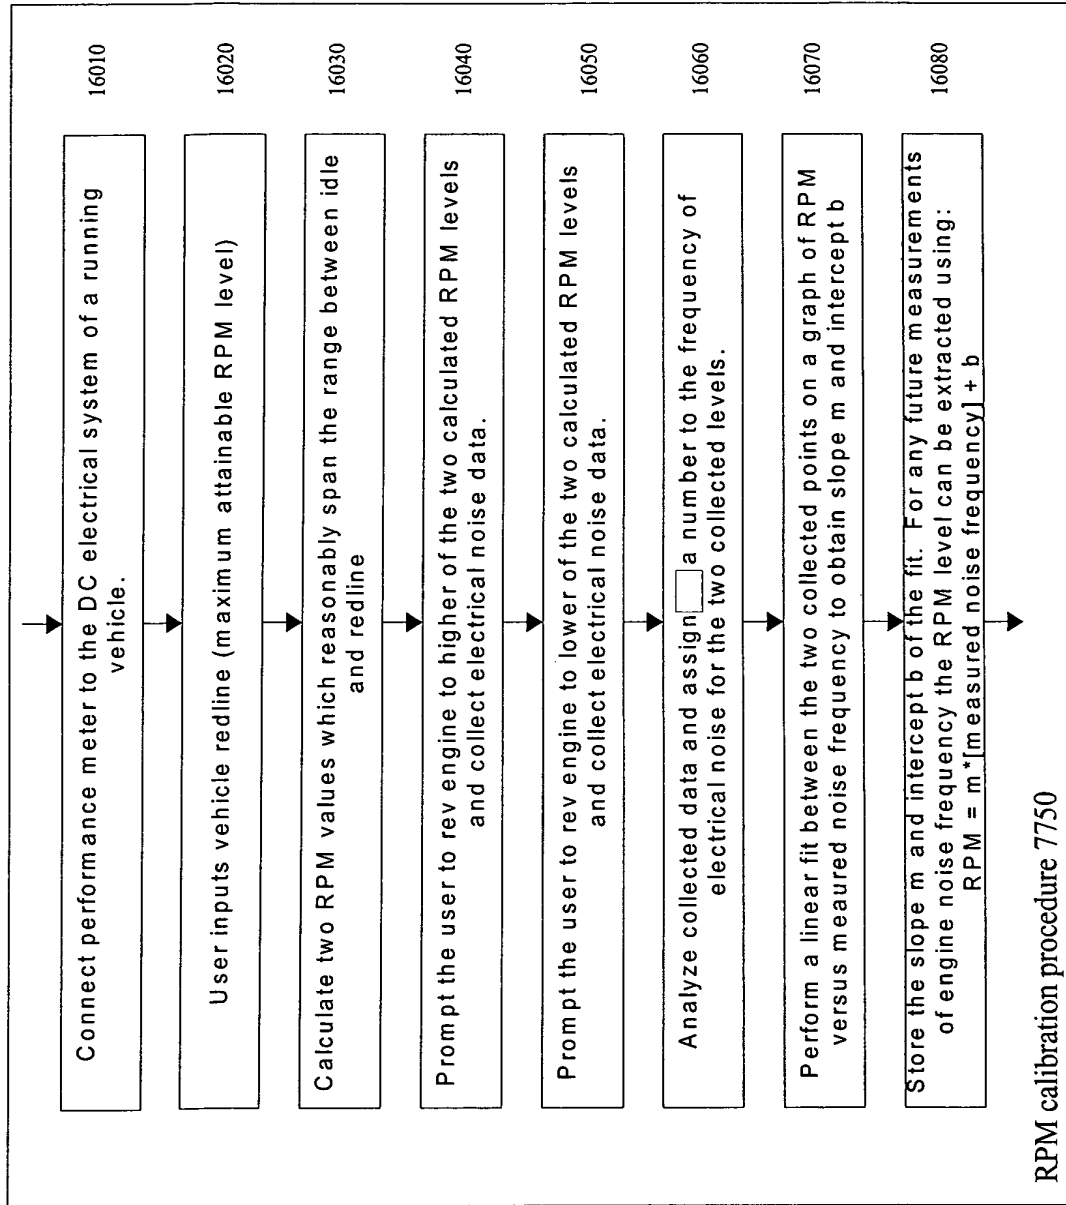 16010
Connect performance meter to the DC electrical system of a running
vehicle.
16020
User inputs vehicle redline (maximum attainable RPM level)
16030
Calculate two RPM values which reasonably span the range between idle
and redline
16040
Prompt the user to rev engine to higher of the two calculated RPM levels
and collect electrical noise data.
16050
Prompt the user to rev engine to lower of the two calculated RPM levels
and collect electrical noise data.
16060
Analyze collected data and assign a number to the frequency of
electrical noise for the two collected levels.
16070
Perform a linear fit between the two collected points on a graph of RPM
versus meaured noise frequency to obtain slope m and intercept b
16080
Store the slope m and intercept b of the fit. For any future measurements
of engine noise frequency the RPM level can be extracted using:
RPM = m*[measured noise frequency] + b
RPM calibration procedure 7750